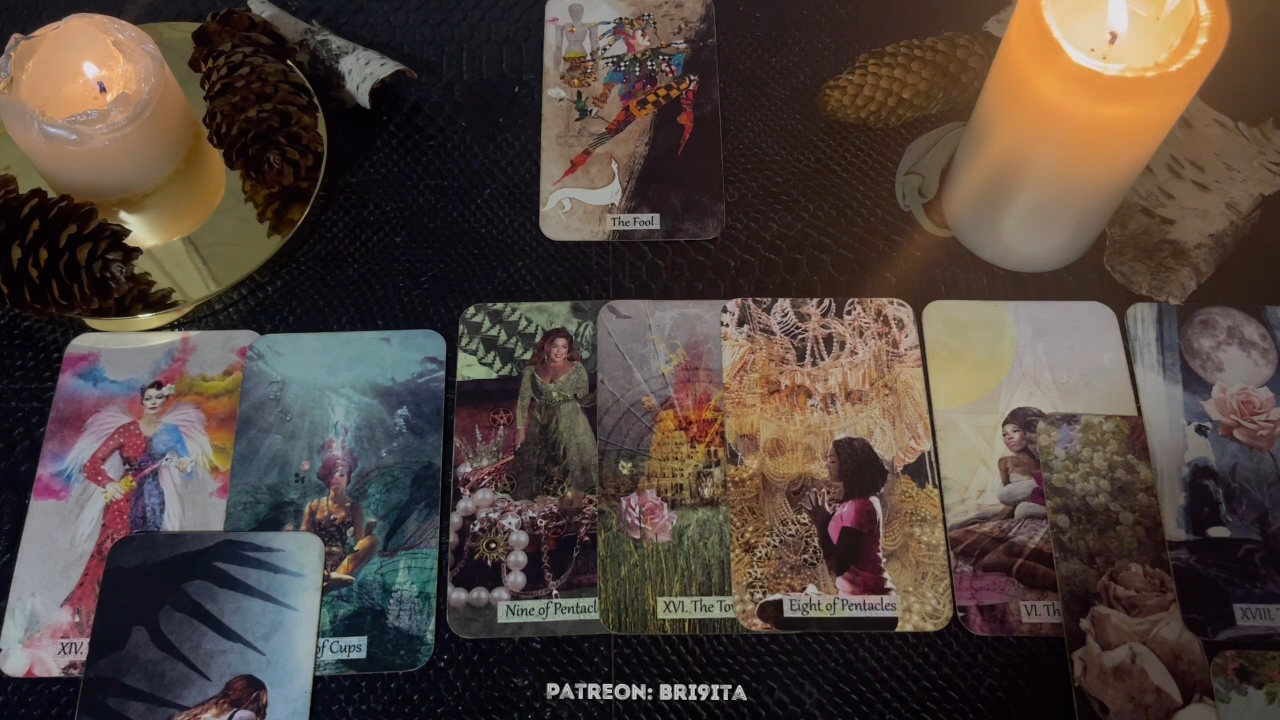 The Fool
XIV.
of Cups
Nine of Pentacl
XVI. The To
Eight of Pentacles
VI. Th
XVIII.
PATREON: BRI9ITA